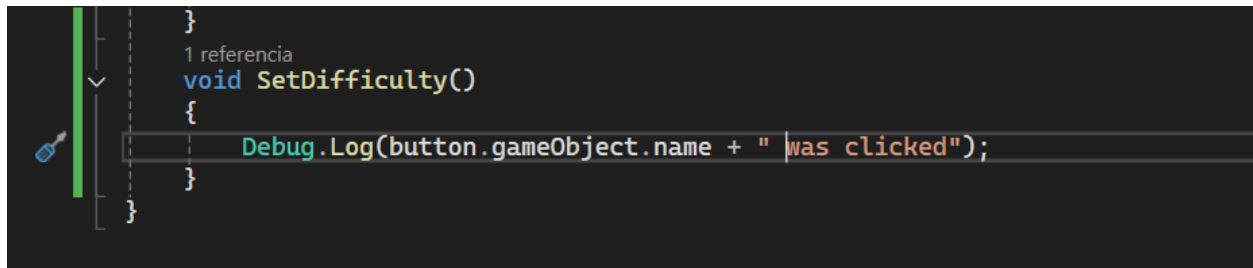 }
1 referencia
void SetDifficulty()
{
Debug.Log(button.gameObject.name + " was clicked");
}
}